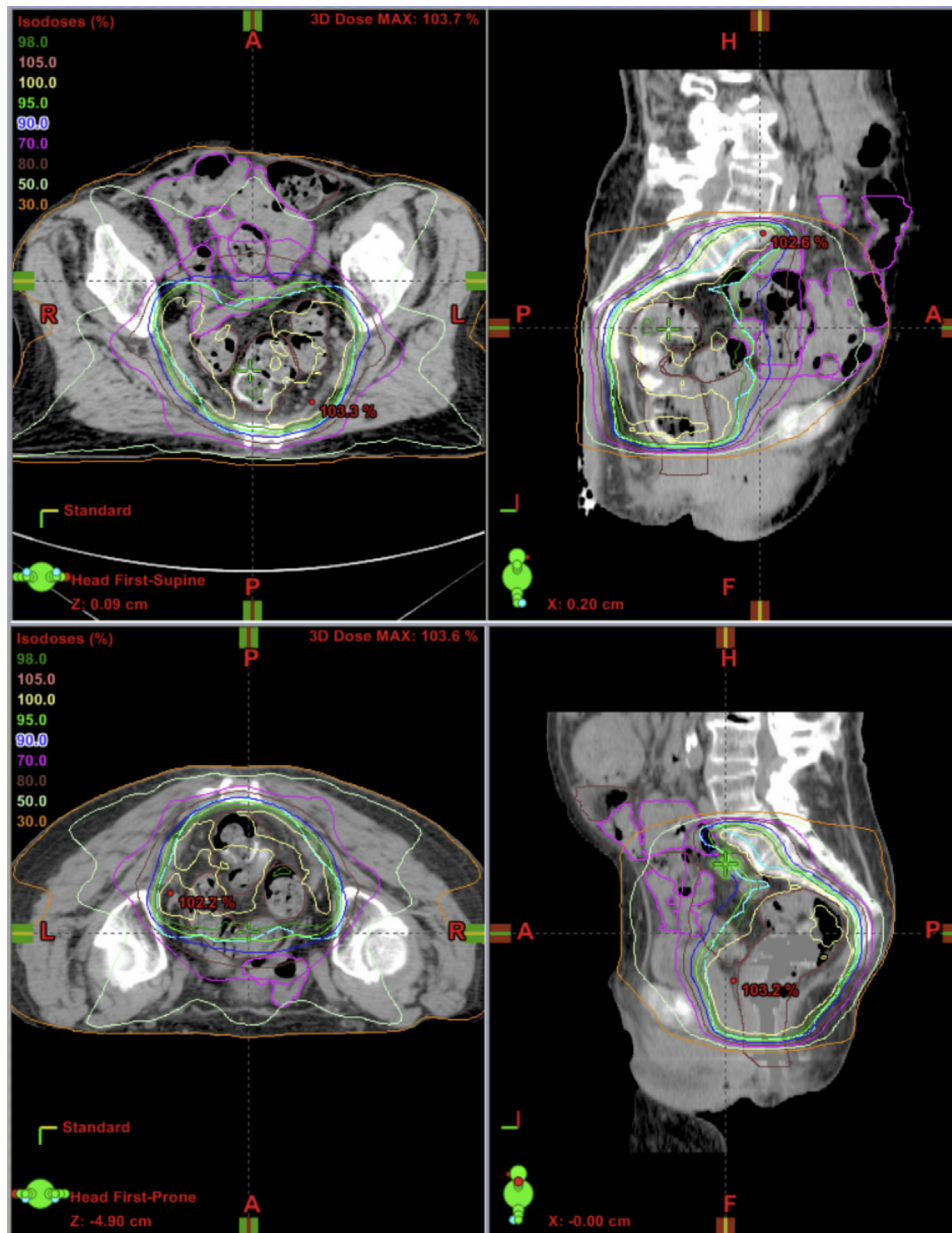 Isodoses (%)
3D Dose MAX: 103.7 %
98.0
105.0
100.0
95.0
90.0
70.0
80.0
50.0
30.0
A
R
L
103.3 %
Standard
Head First-Supine
P
Z: 0.09 cm
H
102.6 %
P
A
F
X: 0.20 cm
Isodoses (%)
3D Dose MAX: 103.6 %
98.0
105.0
100.0
95.0
90.0
70.0
80.0
50.0
30.0
P
L
R
102.2 %
Standard
Head First-Prone
A
Z: -4.90 cm
H
A
P
103.2 %
F
X: -0.00 cm